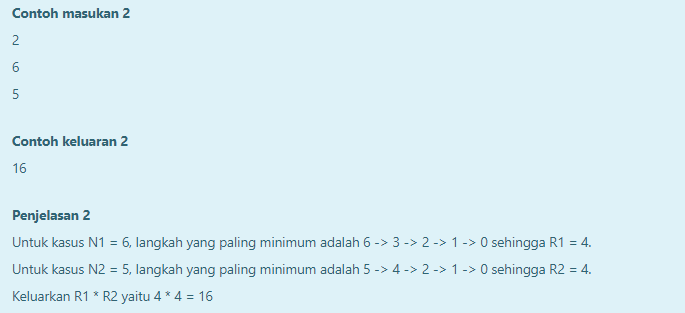 Contoh masukan 2
2
6
5
Contoh keluaran 2
16
Penjelasan 2
Untuk kasus N1 = 6, langkah yang paling minimum adalah 6 -> 3 -> 2 -> 1 -> 0 sehingga R1 = 4.
Untuk kasus N2 = 5, langkah yang paling minimum adalah 5 -> 4 -> 2 -> 1 -> 0 sehingga R2 = 4.
Keluarkan R1 * R2 yaitu 4 * 4 = 16